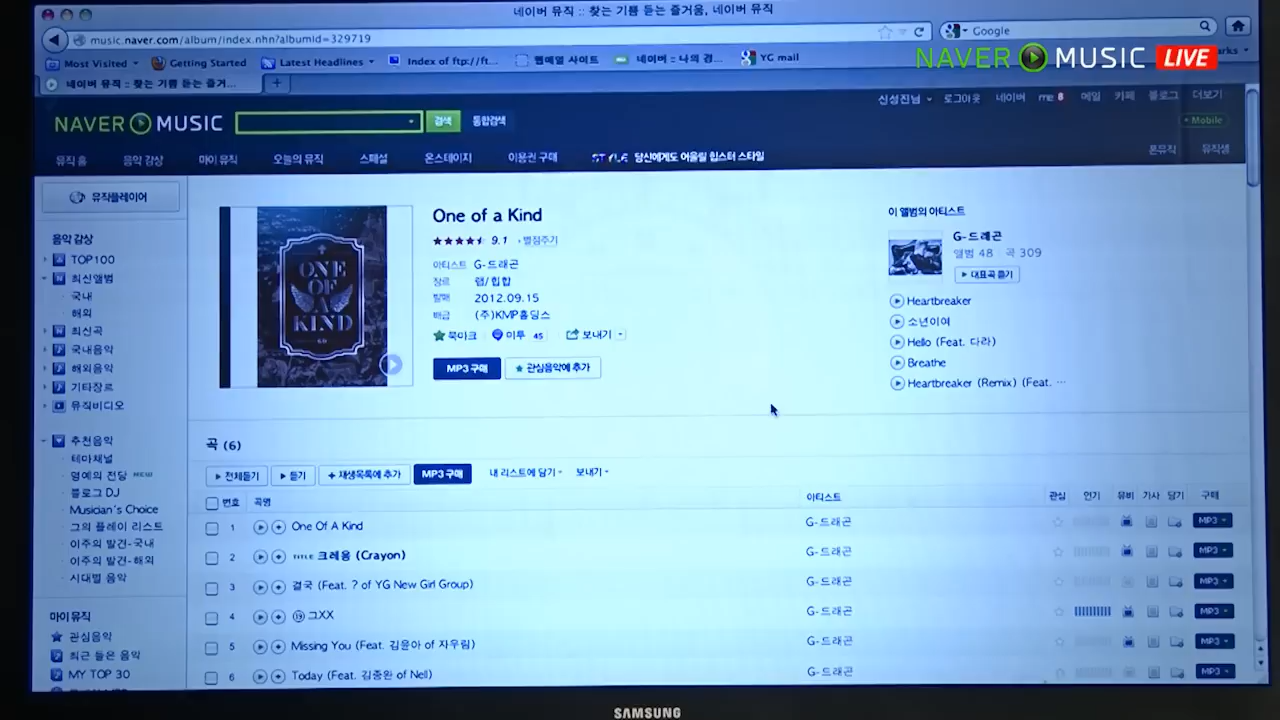 네이버 뮤직 :: 찾는 기쁨 듣는 즐거움, 네이버 뮤직
music.naver.com/album/index.nhn?albumId=329719
Google
Most Visited
Getting Started
Latest Headlines
Index of ftp://ft...
웹메일 사이트
네이버 :: 나의 경...
YG mail
NAVER MUSIC LIVE
네이버 뮤직 :: 찾는 기쁨 듣는 즐거...
신성진님 로그아웃 네이버 me 8 메일 카페 블로그 더보기
NAVER MUSIC
검색 통합검색
Mobile
뮤직 홈 음악 감상 마이 뮤직 오늘의 뮤직 스페셜 온스테이지 이용권 구매 STYLE 당신에게도 어울릴 힙스터 스타일 폰뮤직 뮤직샘
뮤직플레이어
음악 감상
TOP100
최신앨범
국내
해외
최신곡
국내음악
해외음악
기타장르
뮤직비디오
추천음악
테마채널
명예의 전당 NEW
블로그 DJ
Musician's Choice
그의 플레이 리스트
이주의 발견-국내
이주의 발견-해외
시대별 음악
마이 뮤직
관심음악
최근 들은 음악
MY TOP 30
ONE
OF
A
KIND
One of a Kind
9.1 별점주기
아티스트 G-드래곤
장르 랩/힙합
발매 2012.09.15
배급 (주)KMP홀딩스
북마크 미투 45 보내기
MP3 구매 관심음악에 추가
이 앨범의 아티스트
G-드래곤
앨범 48 곡 309
대표곡 듣기
Heartbreaker
소년이여
Hello (Feat. 다라)
Breathe
Heartbreaker (Remix) (Feat. ...
곡 (6)
전체듣기 듣기 재생목록에 추가 MP3 구매 내 리스트에 담기 보내기
번호 곡명 아티스트 관심 인기 뮤비 가사 담기 구매
1 One Of A Kind G-드래곤 MP3
2 TITLE 크레용 (Crayon) G-드래곤 MP3
3 결국 (Feat. ? of YG New Girl Group) G-드래곤 MP3
4 19 그XX G-드래곤 MP3
5 Missing You (Feat. 김윤아 of 자우림) G-드래곤 MP3
6 Today (Feat. 김종완 of Nell) G-드래곤 MP3
SAMSUNG